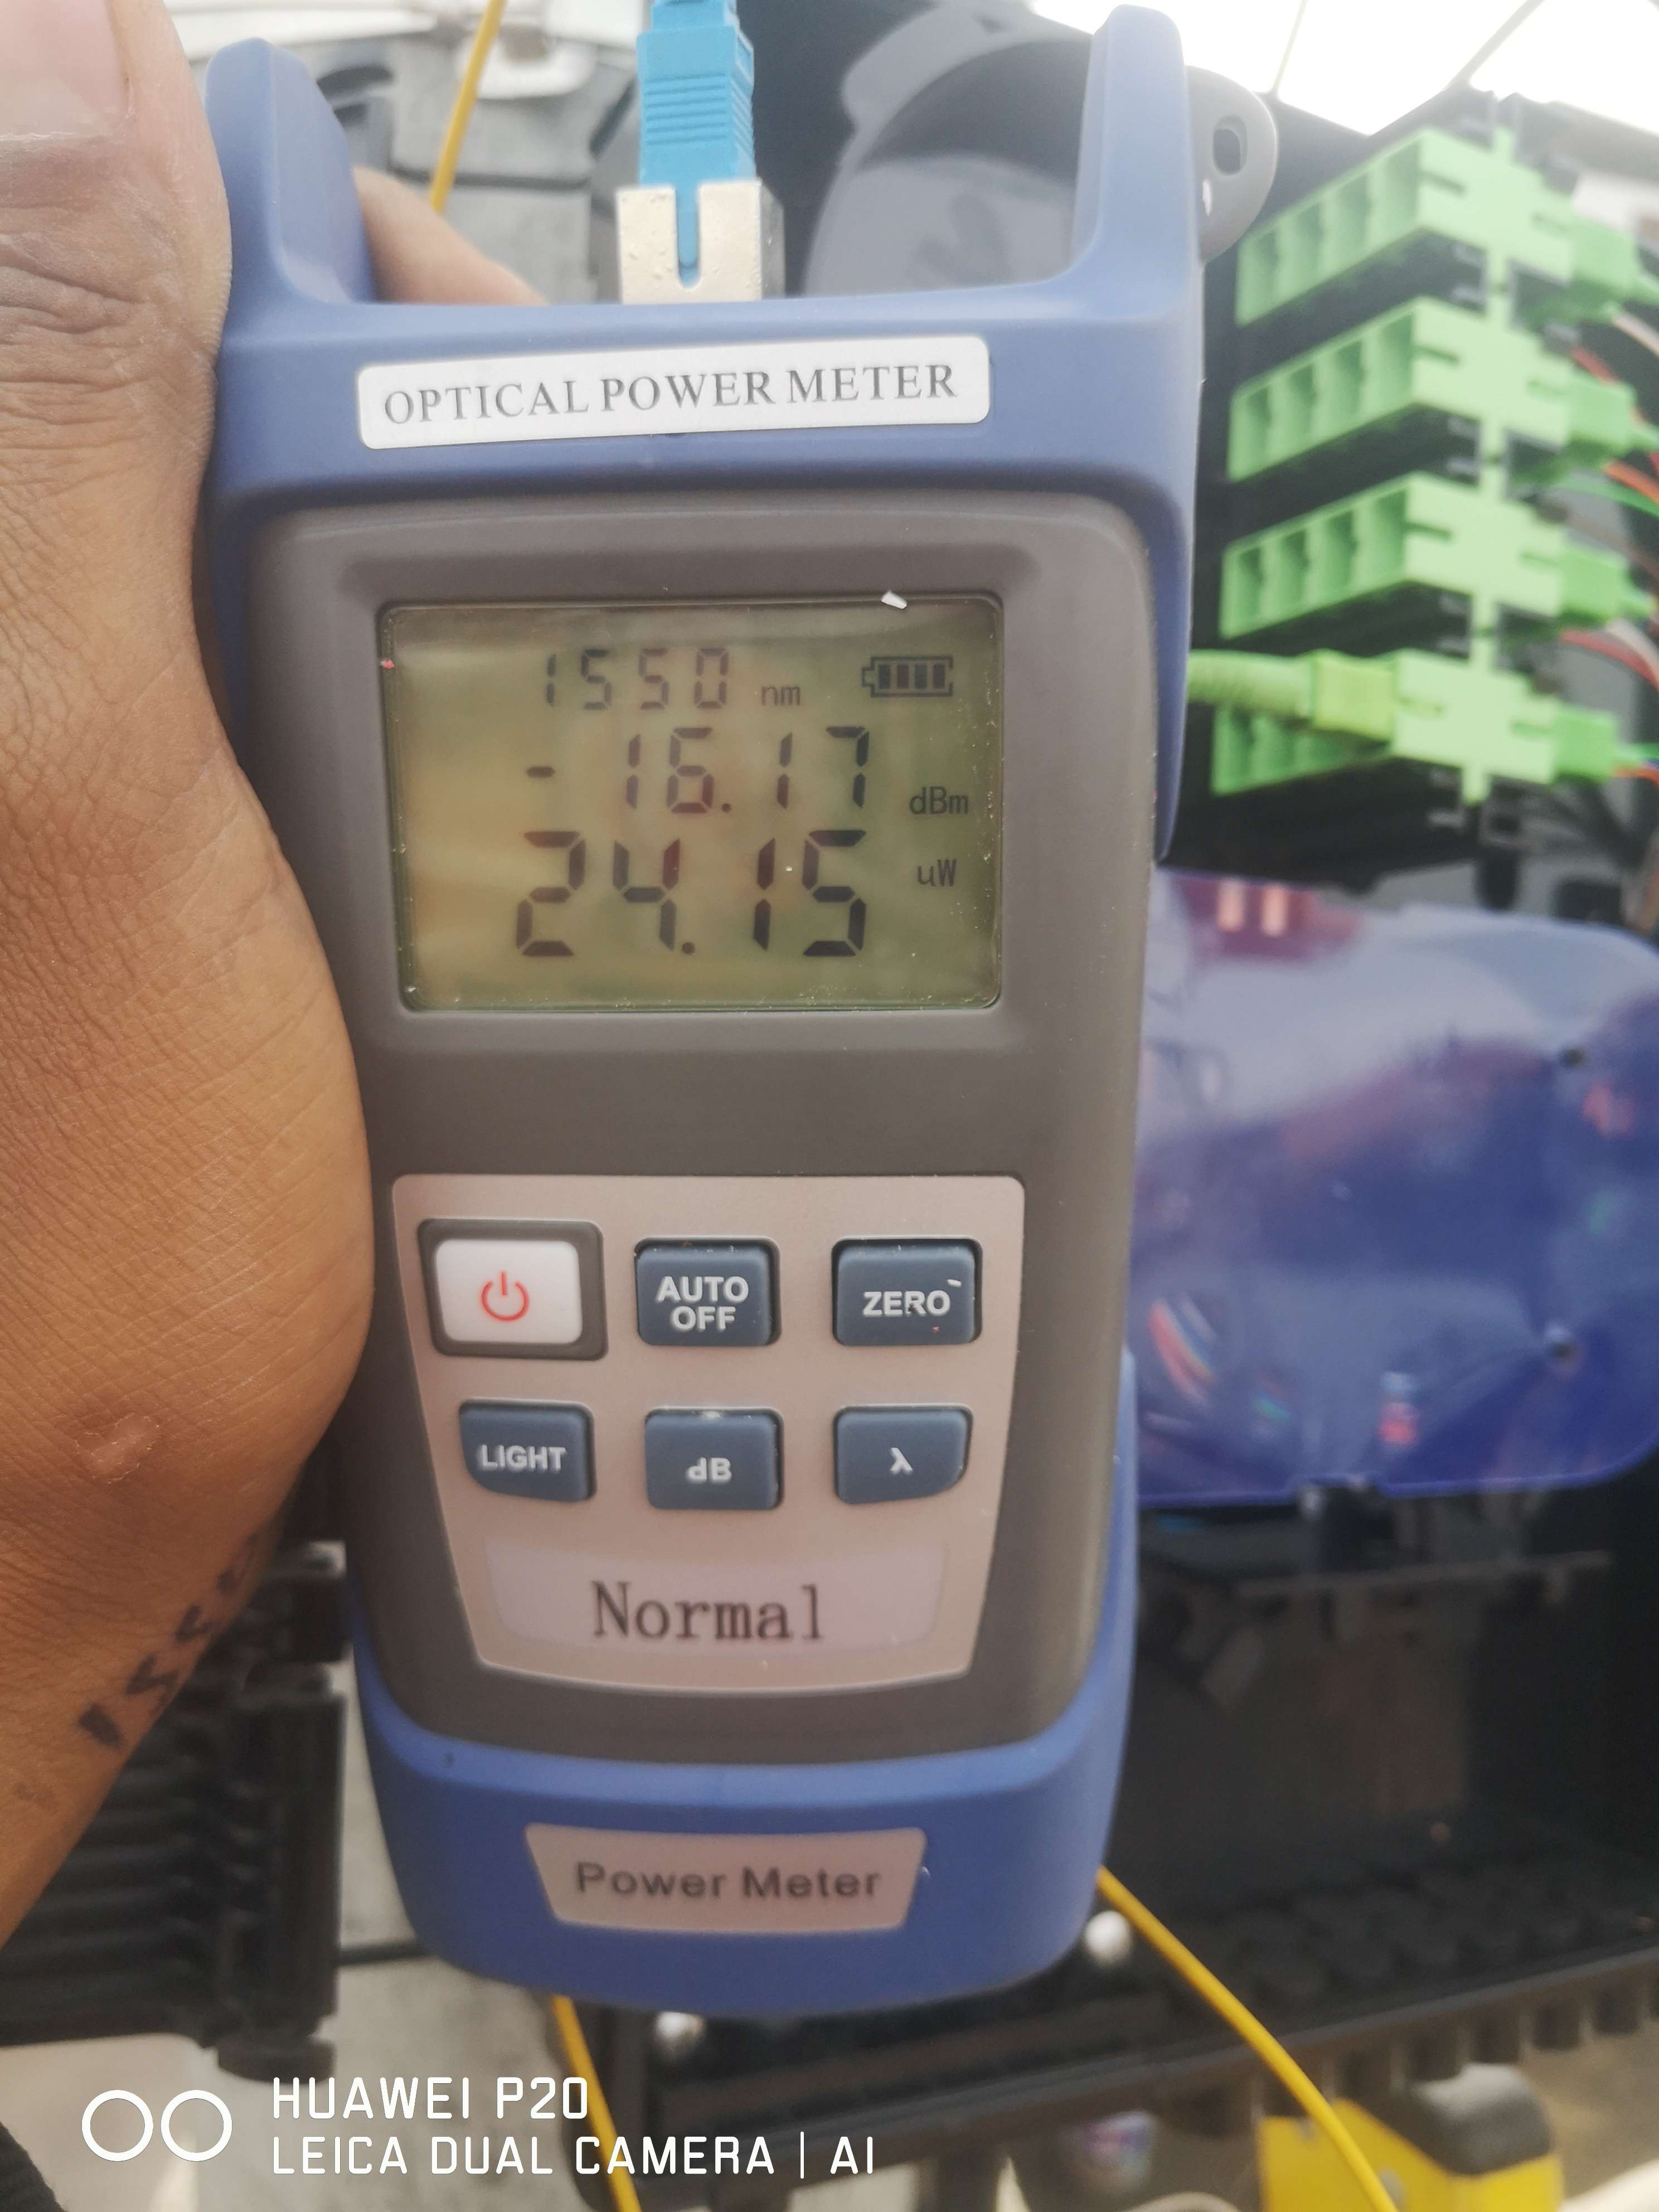 OPTICAL POWER METER
1550 nm
-16.17 dBm
24.15 uW
AUTO OFF
ZERO
LIGHT
dB
λ
Normal
Power Meter
HUAWEI P20
LEICA DUAL CAMERA | AI